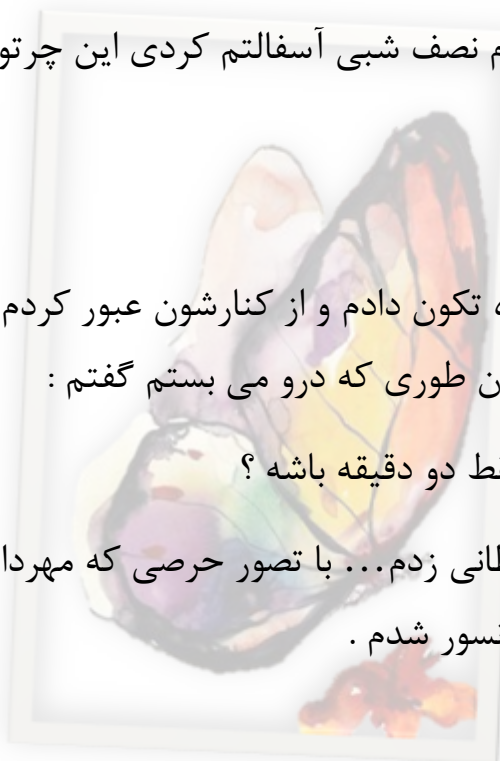 م نصف شبی آسفالتم کردی این چرتو
ه تکون دادم و از کنارشون عبور کردم
ن طوری که درو می بستم گفتم :
قط دو دقیقه باشه ؟
طانی زدم... با تصور حرصی که مهردا
نسور شدم .